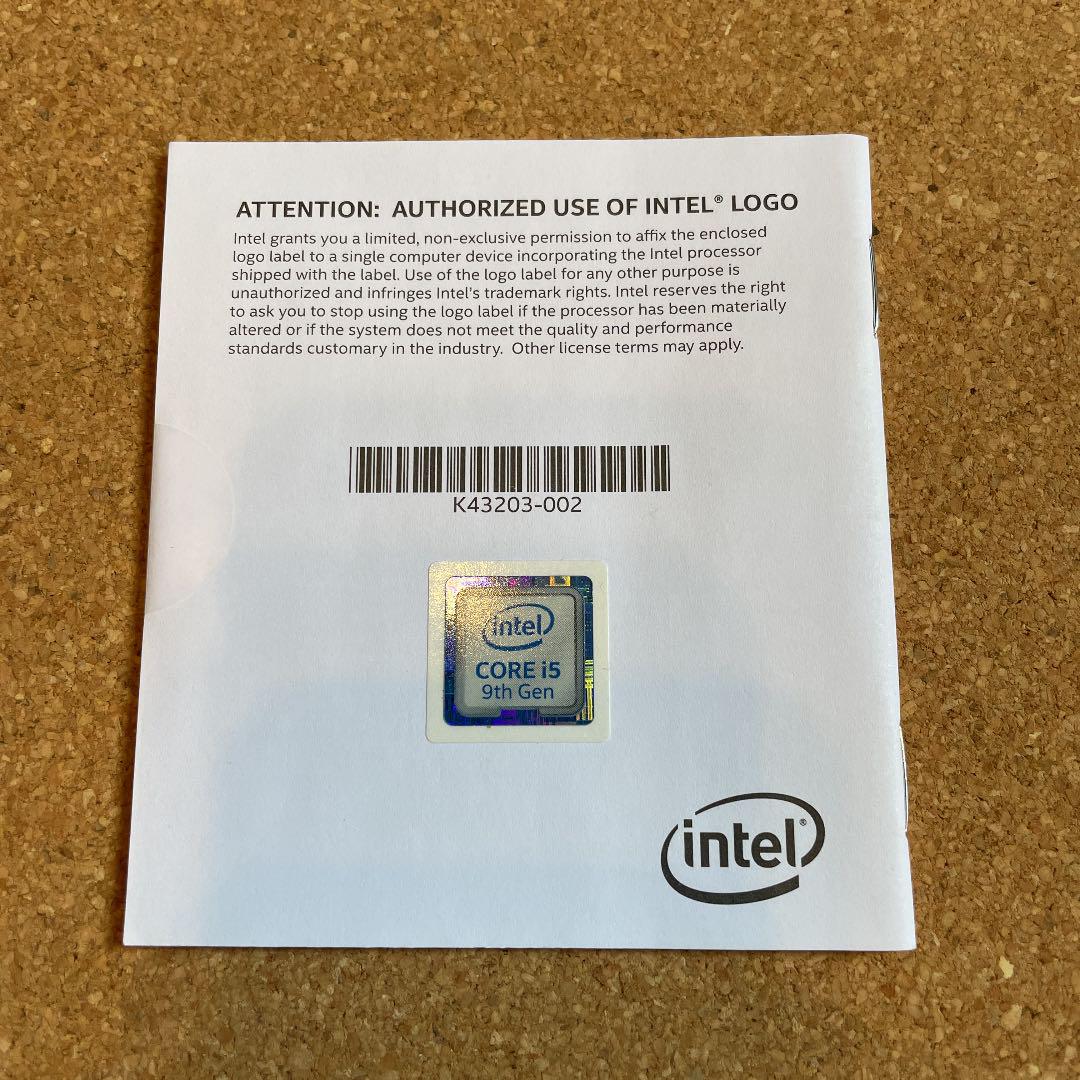 ATTENTION: AUTHORIZED USE OF INTEL® LOGO
Intel grants you a limited, non-exclusive permission to affix the enclosed
logo label to a single computer device incorporating the Intel processor
shipped with the label. Use of the logo label for any other purpose is
unauthorized and infringes Intel's trademark rights. Intel reserves the right
to ask you to stop using the logo label if the processor has been materially
altered or if the system does not meet the quality and performance
standards customary in the industry. Other license terms may apply.
K43203-002
intel
CORE i5
9th Gen
intel®